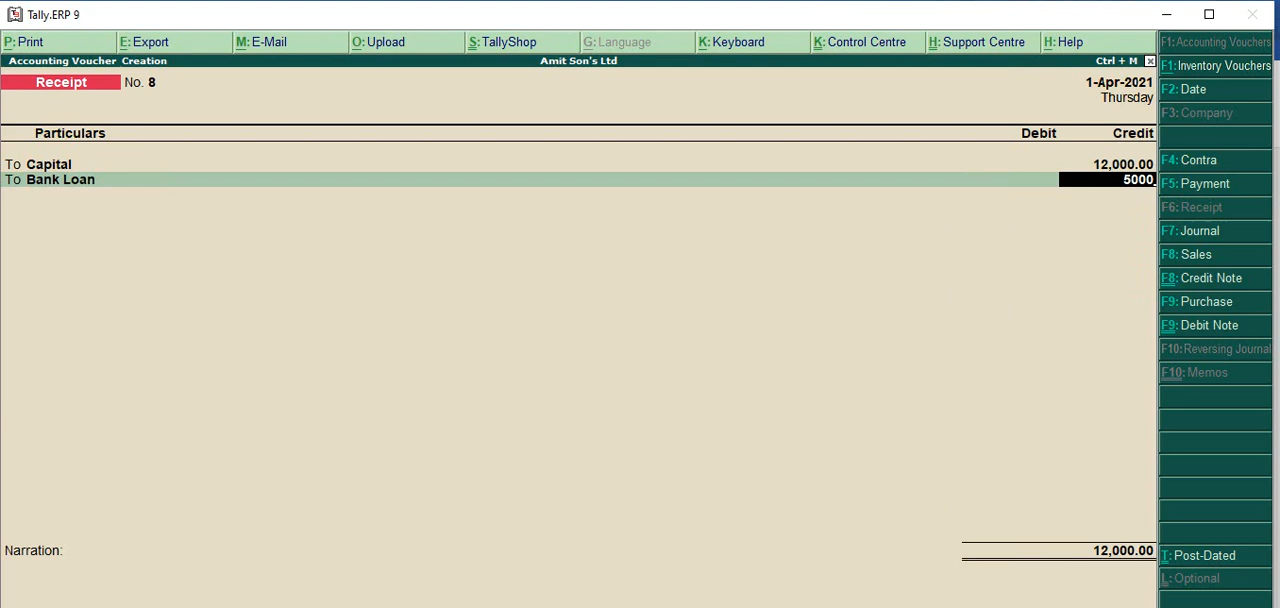 Tally.ERP 9
P: Print E: Export M: E-Mail O: Upload S: TallyShop G: Language K: Keyboard K: Control Centre H: Support Centre H: Help
Accounting Voucher Creation Amit Son's Ltd Ctrl + M
Receipt No. 8 1-Apr-2021
Thursday
Particulars Debit Credit
To Capital 12,000.00
To Bank Loan 5000
Narration: 12,000.00
F1: Accounting Vouchers
F1: Inventory Vouchers
F2: Date
F3: Company
F4: Contra
F5: Payment
F6: Receipt
F7: Journal
F8: Sales
F8: Credit Note
F9: Purchase
F9: Debit Note
F10: Reversing Journal
F10: Memos
T: Post-Dated
L: Optional